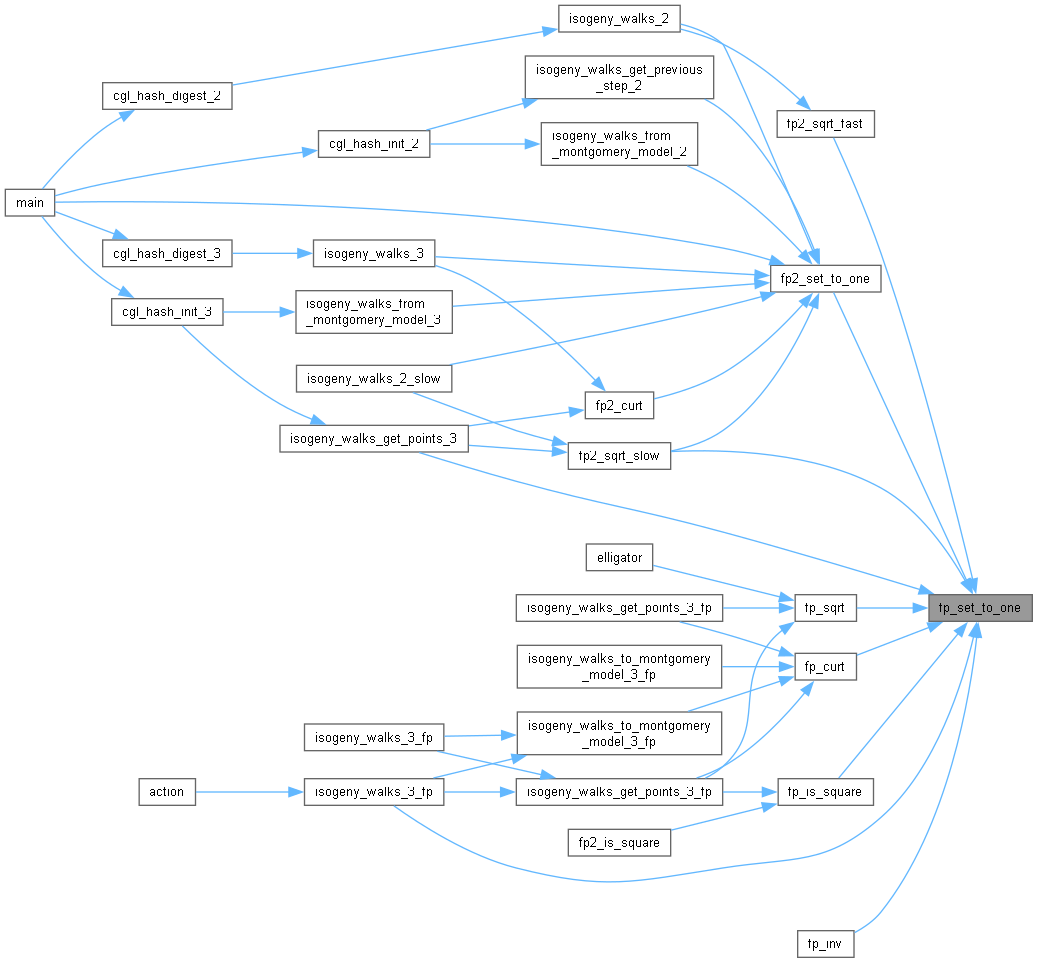 isogeny_walks_2
isogeny_walks_get_previous
_step_2
cgl_hash_digest_2
fp2_sqrt_fast
cgl_hash_init_2
isogeny_walks_from
_montgomery_model_2
main
cgl_hash_digest_3
isogeny_walks_3
fp2_set_to_one
cgl_hash_init_3
isogeny_walks_from
_montgomery_model_3
isogeny_walks_2_slow
fp2_curt
isogeny_walks_get_points_3
fp2_sqrt_slow
elligator
isogeny_walks_get_points_3_fp
fp_sqrt
fp_set_to_one
isogeny_walks_to_montgomery
_model_3_fp
fp_curt
isogeny_walks_3_fp
isogeny_walks_to_montgomery
_model_3_fp
action
isogeny_walks_3_fp
isogeny_walks_get_points_3_fp
fp_is_square
fp2_is_square
fp_inv